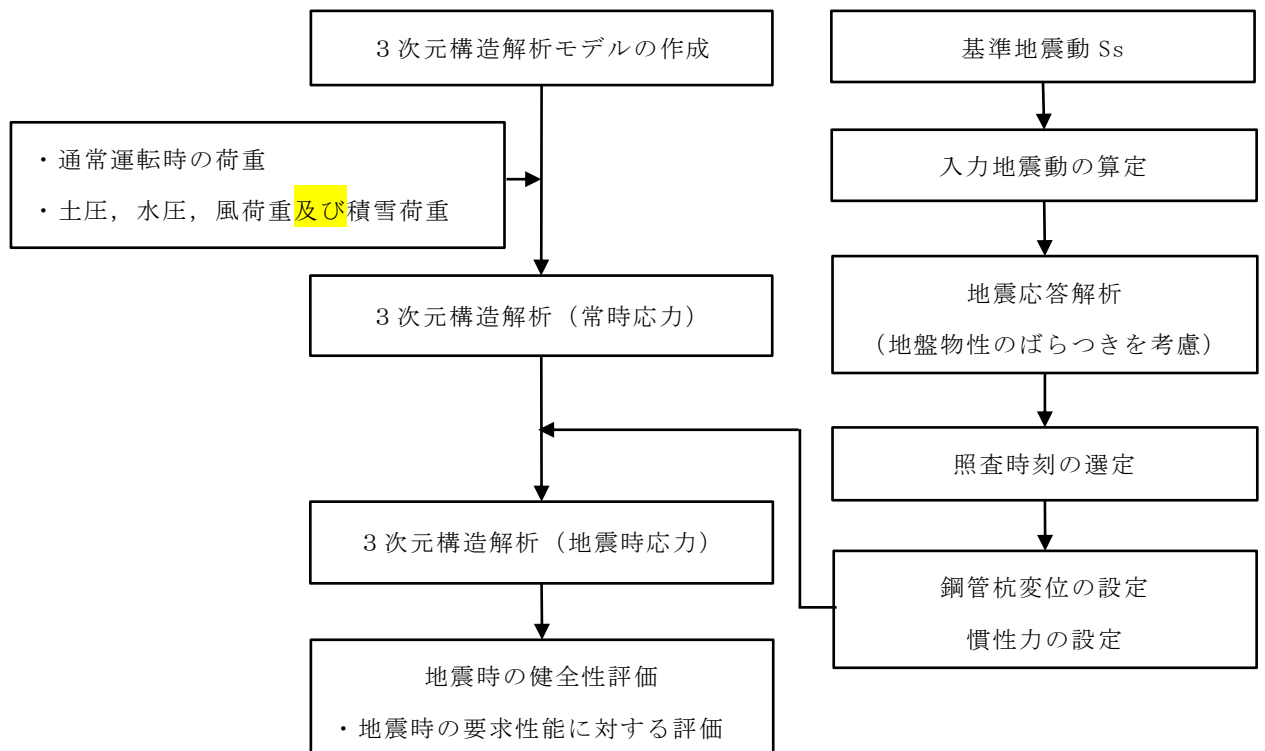 ３次元構造解析モデルの作成
・通常運転時の荷重
・土圧，水圧，風荷重及び積雪荷重
３次元構造解析（常時応力）
３次元構造解析（地震時応力）
地震時の健全性評価
・地震時の要求性能に対する評価
基準地震動 Ss
入力地震動の算定
地震応答解析
（地盤物性のばらつきを考慮）
照査時刻の選定
鋼管杭変位の設定
慣性力の設定